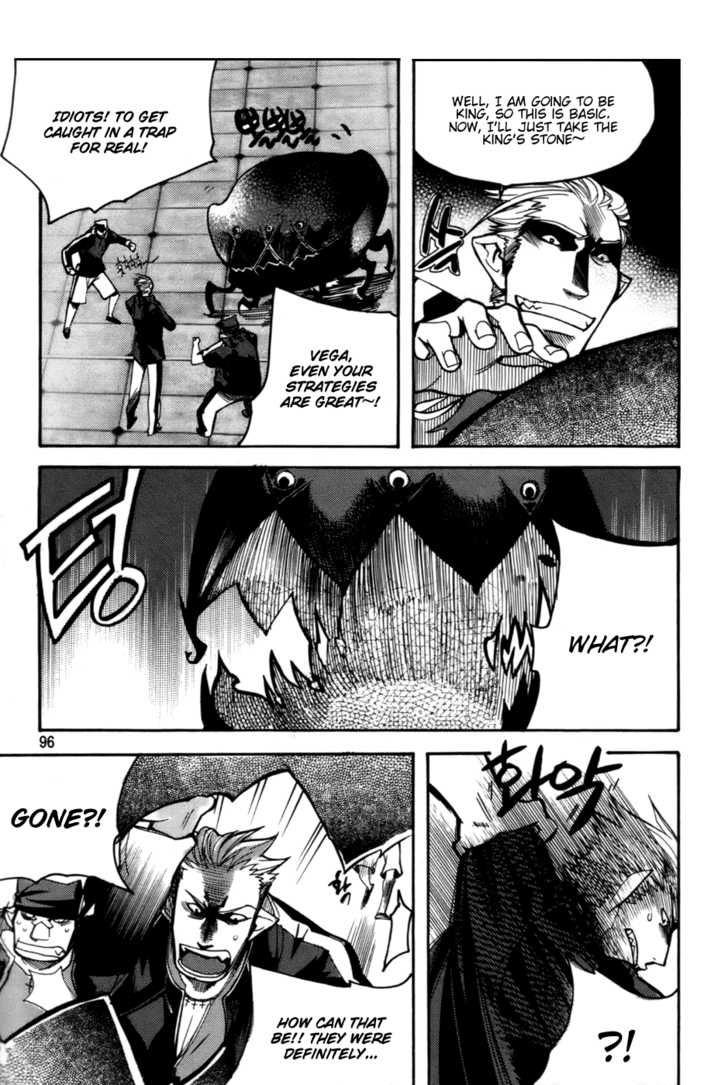 IDIOTS! TO GET
CAUGHT IN A TRAP
FOR REAL!
VEGA,
EVEN YOUR
STRATEGIES
ARE GREAT~!
WELL, I AM GOING TO BE
KING, SO THIS IS BASIC.
NOW, I'LL JUST TAKE THE
KING'S STONE~
텅
WHAT?!
96
GONE?!
HOW CAN THAT
BE!! THEY WERE
DEFINITELY...
화악
?!